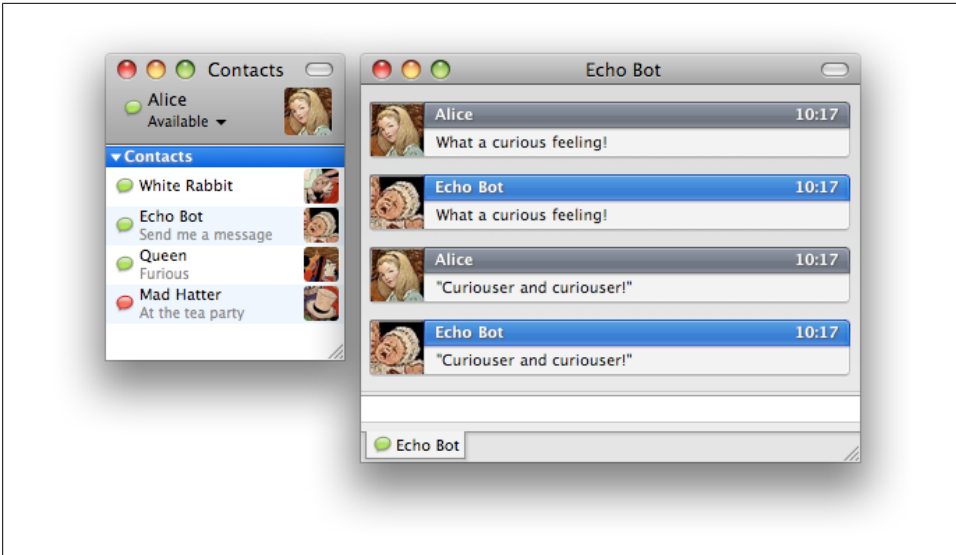 Contacts
Alice
Available
Contacts
White Rabbit
Echo Bot
Send me a message
Queen
Furious
Mad Hatter
At the tea party
Echo Bot
Alice 10:17
What a curious feeling!
Echo Bot 10:17
What a curious feeling!
Alice 10:17
"Curiouser and curiouser!"
Echo Bot 10:17
"Curiouser and curiouser!"
Echo Bot